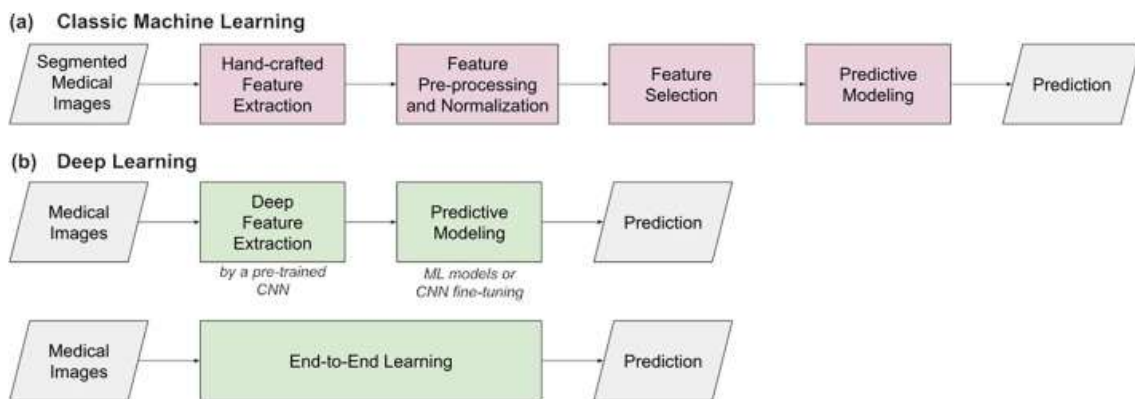 (a) Classic Machine Learning
Segmented
Medical
Images
Hand-crafted
Feature
Extraction
Feature
Pre-processing
and Normalization
Feature
Selection
Predictive
Modeling
Prediction
(b) Deep Learning
Medical
Images
Deep
Feature
Extraction
by a pre-trained
CNN
Predictive
Modeling
ML models or
CNN fine-tuning
Prediction
Medical
Images
End-to-End Learning
Prediction